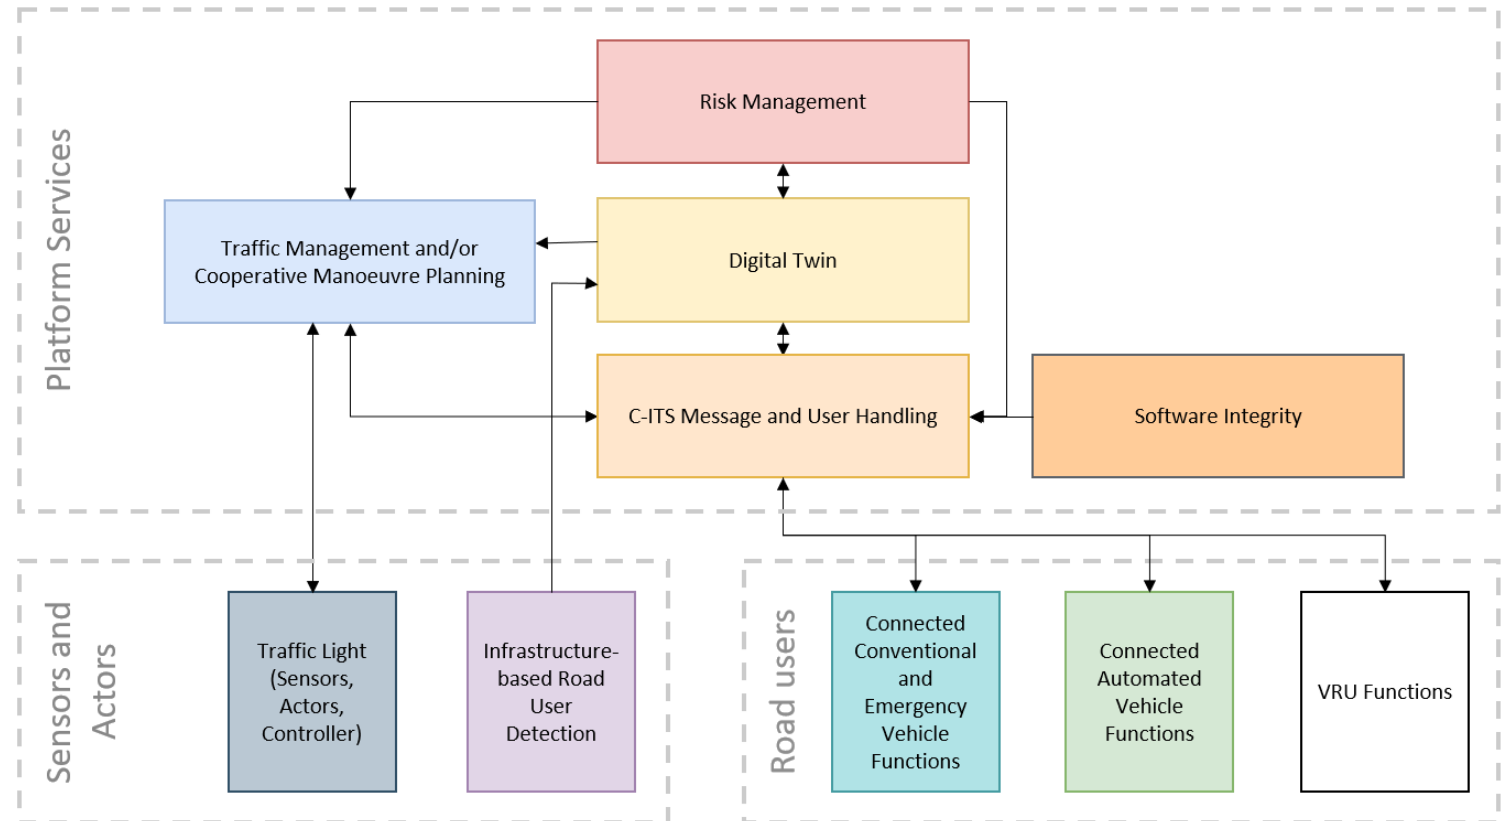 Platform Services
Risk Management
Traffic Management and/or
Cooperative Manoeuvre Planning
Digital Twin
C-ITS Message and User Handling
Software Integrity
Sensors and
Actors
Traffic Light
(Sensors,
Actors,
Controller)
Infrastructure-
based Road
User
Detection
Road users
Connected
Conventional
and
Emergency
Vehicle
Functions
Connected
Automated
Vehicle
Functions
VRU Functions